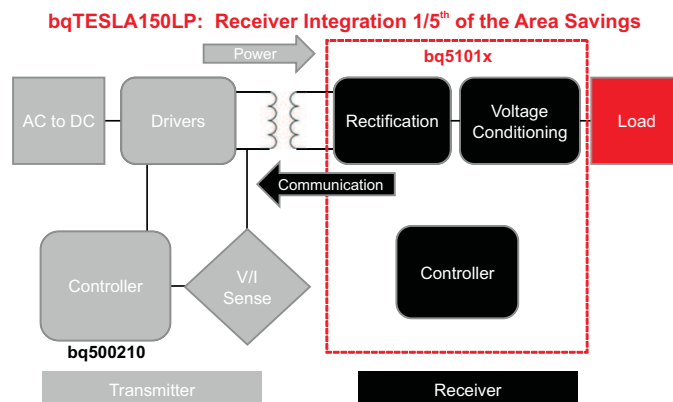 bqTESLA150LP: Receiver Integration 1/5th of the Area Savings
Power
bq5101x
AC to DC
Drivers
Rectification
Voltage
Conditioning
Load
Communication
Controller
V/I
Sense
Controller
bq500210
Transmitter
Receiver